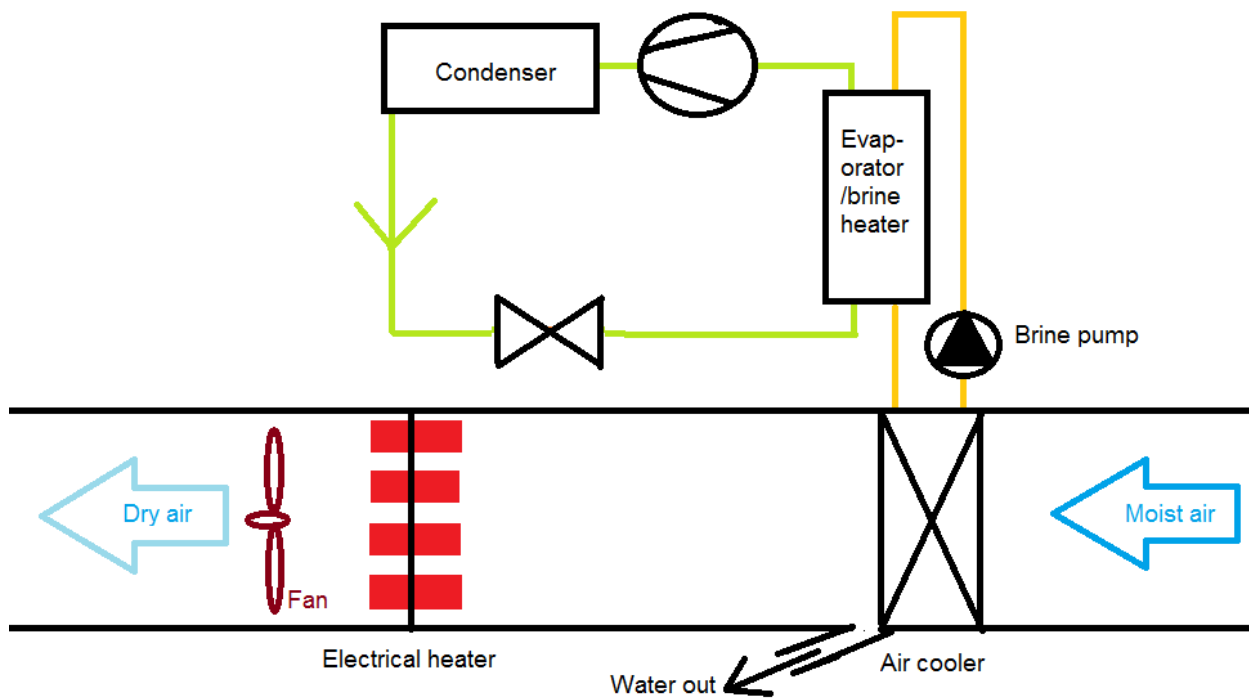 Condenser
Evap-
orator
/brine
heater
Brine pump
Dry air
Moist air
Fan
Electrical heater
Water out
Air cooler